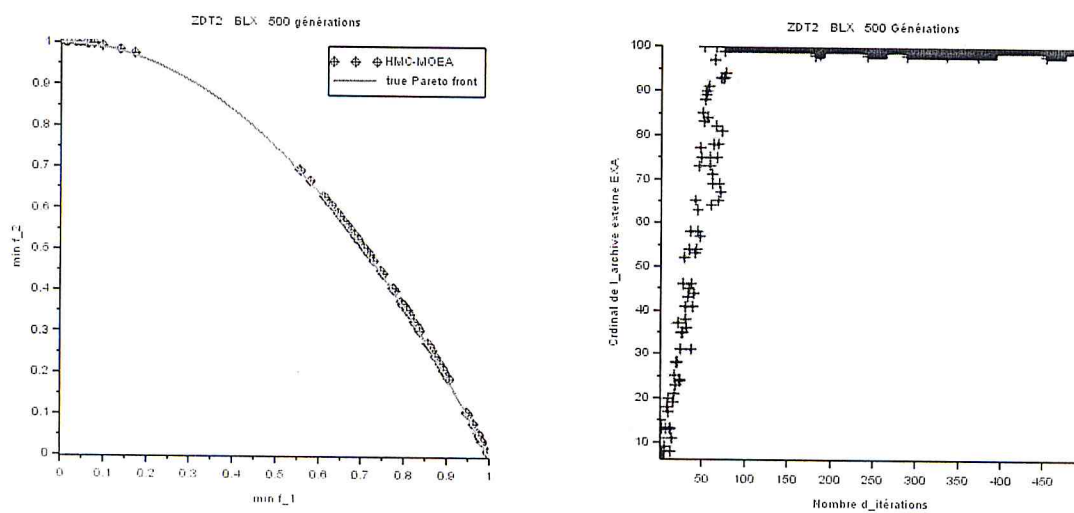 ZDT2 BLX 500 générations
HMC-MOEA
true Pareto front
1
0.9
0.8
0.7
0.6
0.5
0.4
0.3
0.2
0.1
0
min f_2
0 0.1 0.2 0.3 0.4 0.5 0.6 0.7 0.8 0.9 1
min f_1
ZDT2 BLX 500 Générations
100
90
80
70
60
50
40
30
20
10
Ordinal de l_archive externe EXA
50 100 150 200 250 300 350 400 450
Nombre d_itérations